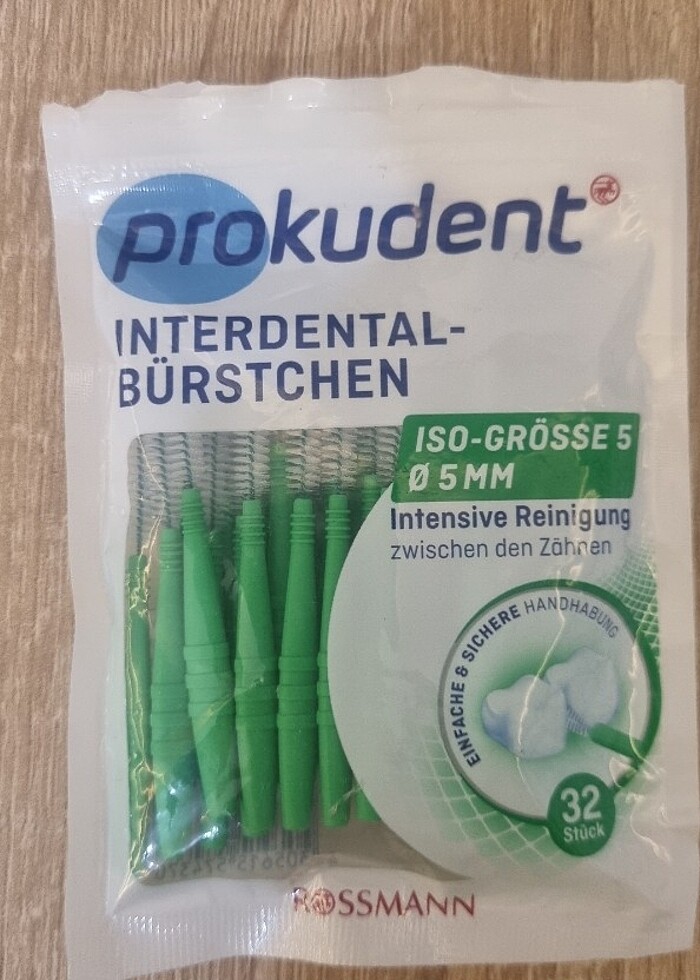 prokudent
INTERDENTAL-
BÜRSTCHEN
ISO-GRÖSSE 5
Ø 5 MM
Intensive Reinigung
zwischen den Zähnen
EINFACHE & SICHERE HANDHABUNG
32
Stück
ROSSMANN